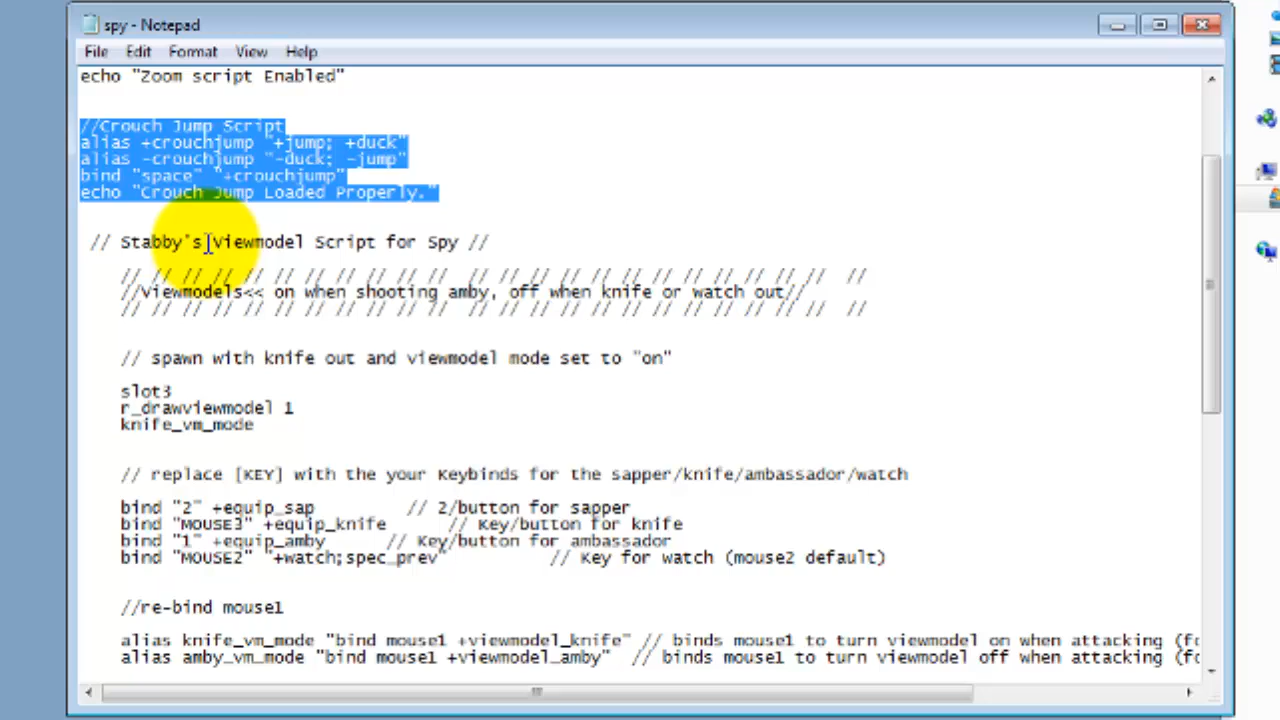 spy - Notepad
File Edit Format View Help
echo "Zoom script Enabled"
//Crouch Jump Script
alias +crouchjump "+jump; +duck"
alias -crouchjump "-duck; -jump"
bind "space" "+crouchjump"
echo "Crouch Jump Loaded Properly."
// Stabby's Viewmodel Script for Spy //
// // // // // // // // // // // // // // // // // // // // // // // //
//Viewmodels<< on when shooting amby, off when knife or watch out//
// // // // // // // // // // // // // // // // // // // // // // // //
// spawn with knife out and viewmodel mode set to "on"
slot3
r_drawviewmodel 1
knife_vm_mode
// replace [KEY] with the your Keybinds for the sapper/knife/ambassador/watch
bind "2" +equip_sap // 2/button for sapper
bind "MOUSE3" +equip_knife // Key/button for knife
bind "1" +equip_amby // Key/button for ambassador
bind "MOUSE2" "+watch;spec_prev" // Key for watch (mouse2 default)
//re-bind mouse1
alias knife_vm_mode "bind mouse1 +viewmodel_knife" // binds mouse1 to turn viewmodel on when attacking (fo
alias amby_vm_mode "bind mouse1 +viewmodel_amby" // binds mouse1 to turn viewmodel off when attacking (fo